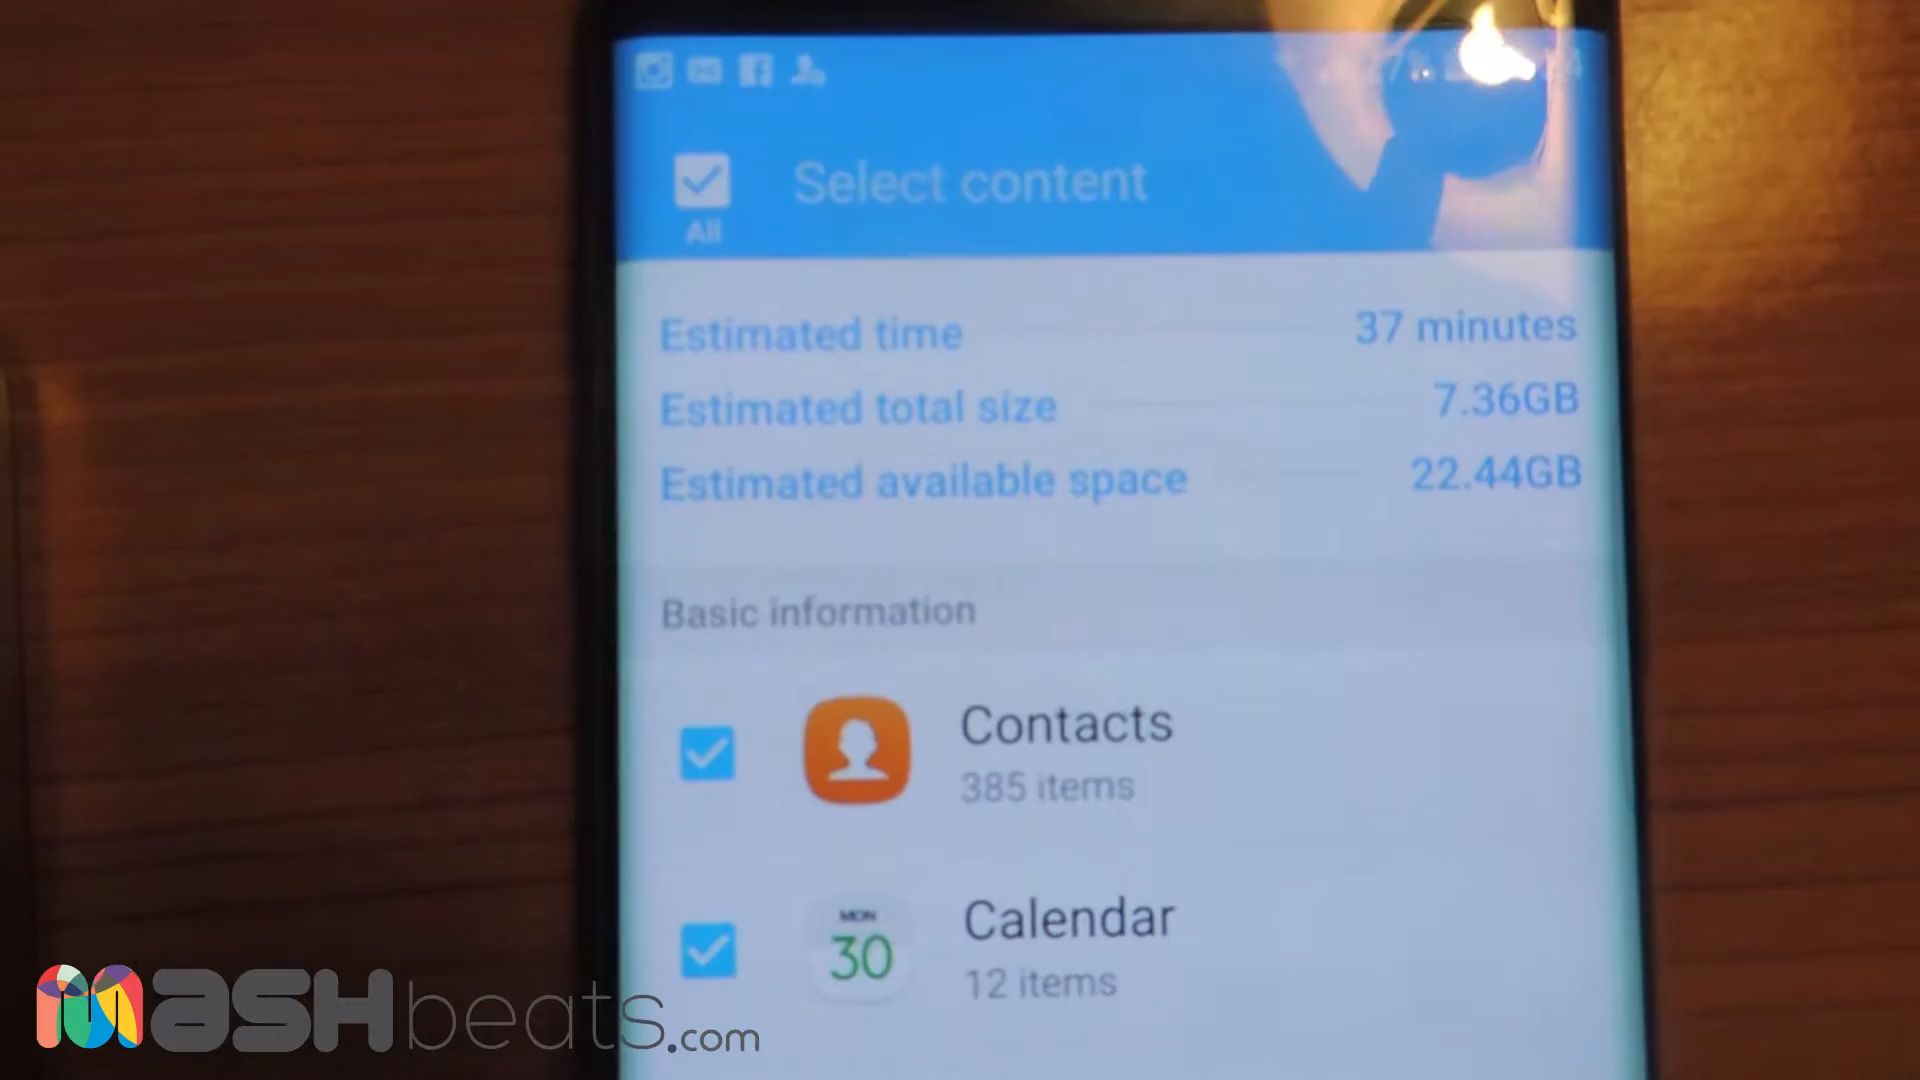 Select content
All
Estimated time 37 minutes
Estimated total size 7.36GB
Estimated available space 22.44GB
Basic information
Contacts
385 items
MON
30
Calendar
12 items
mASHbeats.com